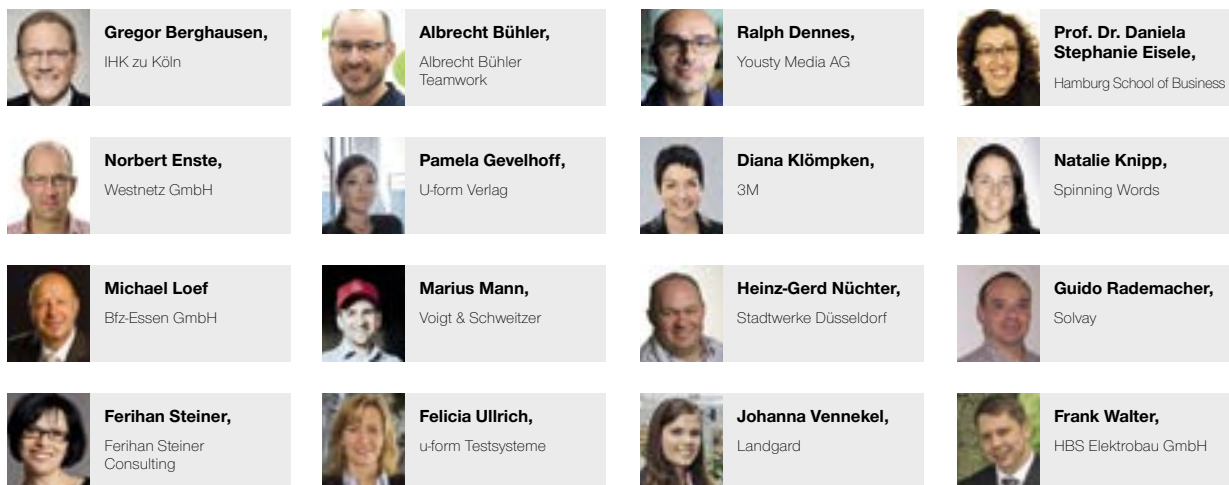 Gregor Berghausen,
IHK zu Köln
Albrecht Bühler,
Albrecht Bühler
Teamwork
Ralph Dennes,
Yousty Media AG
Prof. Dr. Daniela
Stephanie Eisele,
Hamburg School of Business
Norbert Enste,
Westnetz GmbH
Pamela Gevelhoff,
U-form Verlag
Diana Klömpken,
3M
Natalie Knipp,
Spinning Words
Michael Loef
Bfz-Essen GmbH
Marius Mann,
Voigt & Schweitzer
Heinz-Gerd Nüchter,
Stadtwerke Düsseldorf
Guido Rademacher,
Solvay
Ferihan Steiner,
Ferihan Steiner
Consulting
Felicia Ullrich,
u-form Testsysteme
Johanna Vennekel,
Landgard
Frank Walter,
HBS Elektrobau GmbH